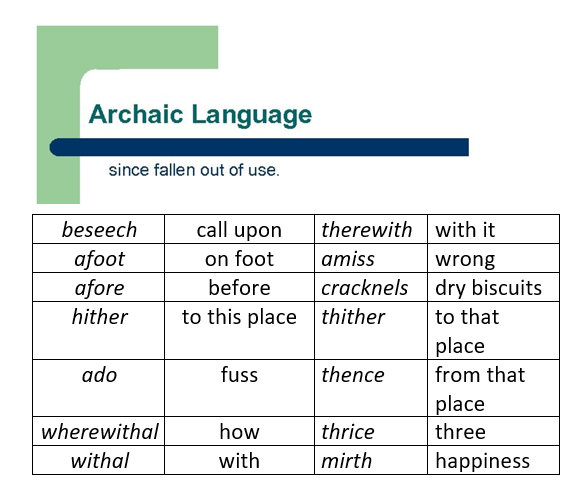 Archaic Language
since fallen out of use.
beseech call upon therewith with it
afoot on foot amiss wrong
afore before cracknels dry biscuits
hither to this place thither to that
place
ado fuss thence from that
place
wherewithal how thrice three
withal with mirth happiness